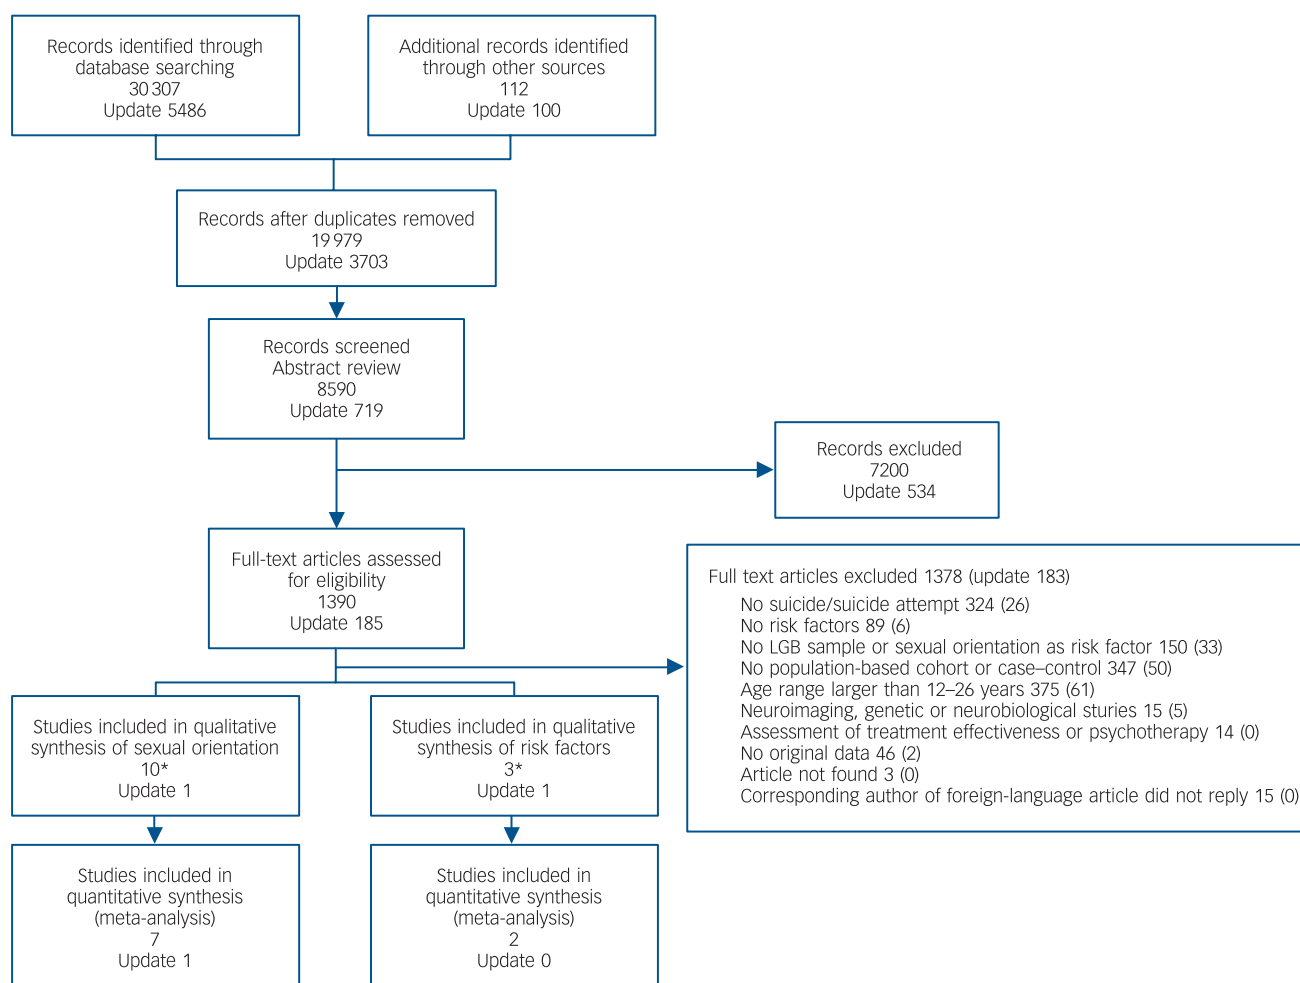 Records identified through
database searching
30 307
Update 5486
Additional records identified
through other sources
112
Update 100
Records after duplicates removed
19 979
Update 3703
Records screened
Abstract review
8590
Update 719
Records excluded
7200
Update 534
Full-text articles assessed
for eligibility
1390
Update 185
Full text articles excluded 1378 (update 183)
No suicide/suicide attempt 324 (26)
No risk factors 89 (6)
No LGB sample or sexual orientation as risk factor 150 (33)
No population-based cohort or case–control 347 (50)
Age range larger than 12–26 years 375 (61)
Neuroimaging, genetic or neurobiological sturies 15 (5)
Assessment of treatment effectiveness or psychotherapy 14 (0)
No original data 46 (2)
Article not found 3 (0)
Corresponding author of foreign-language article did not reply 15 (0)
Studies included in qualitative
synthesis of sexual orientation
10*
Update 1
Studies included in qualitative
synthesis of risk factors
3*
Update 1
Studies included in
quantitative synthesis
(meta-analysis)
7
Update 1
Studies included in
quantitative synthesis
(meta-analysis)
2
Update 0